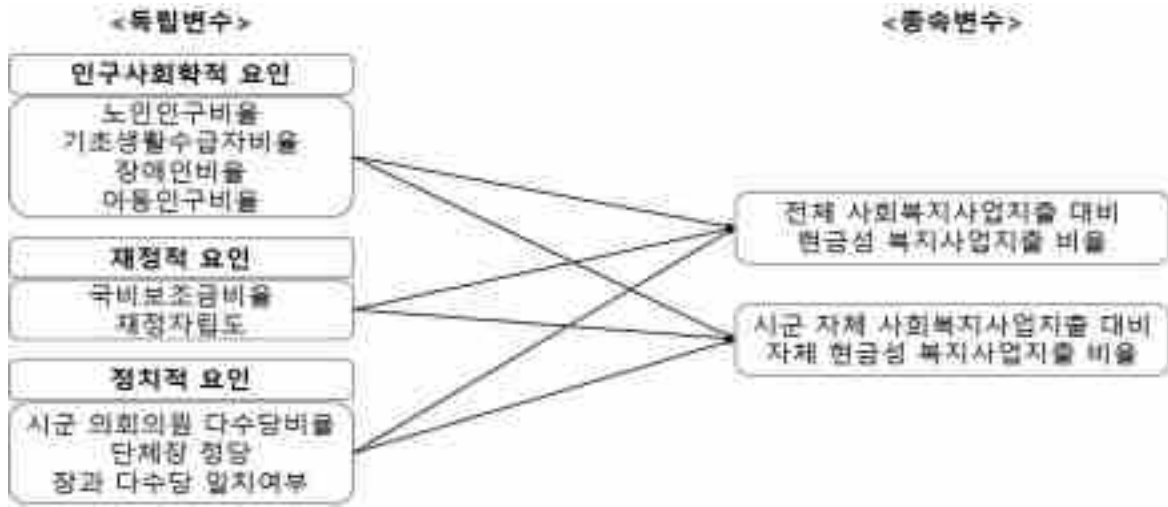 <독립변수>
<종속변수>
인구사회학적 요인
노인인구비율
기초생활수급자비율
장애인비율
아동인구비율
재정적 요인
국비보조금비율
재정자립도
정치적 요인
시군 의회의원 다수당비율
단체장 정당
장과 다수당 일치여부
전체 사회복지사업지출 대비
현금성 복지사업지출 비율
시군 자체 사회복지사업지출 대비
자체 현금성 복지사업지출 비율